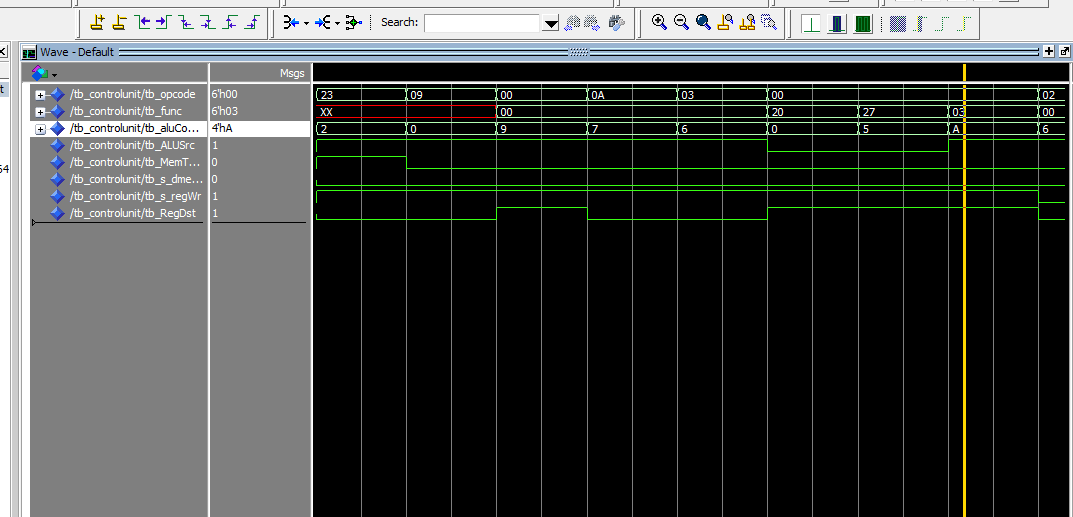 Search:
Wave - Default
Msgs
/tb_controlunit/tb_opcode 6'h00 23 09 00 0A 03 00 02
/tb_controlunit/tb_func 6'h03 XX 00 20 27 03 00
/tb_controlunit/tb_aluCo... 4'hA 2 0 9 7 6 0 5 A 6
/tb_controlunit/tb_ALUSrc 1
/tb_controlunit/tb_MemT... 0
/tb_controlunit/tb_s_dme... 0
54
/tb_controlunit/tb_s_regWr 1
/tb_controlunit/tb_RegDst 1